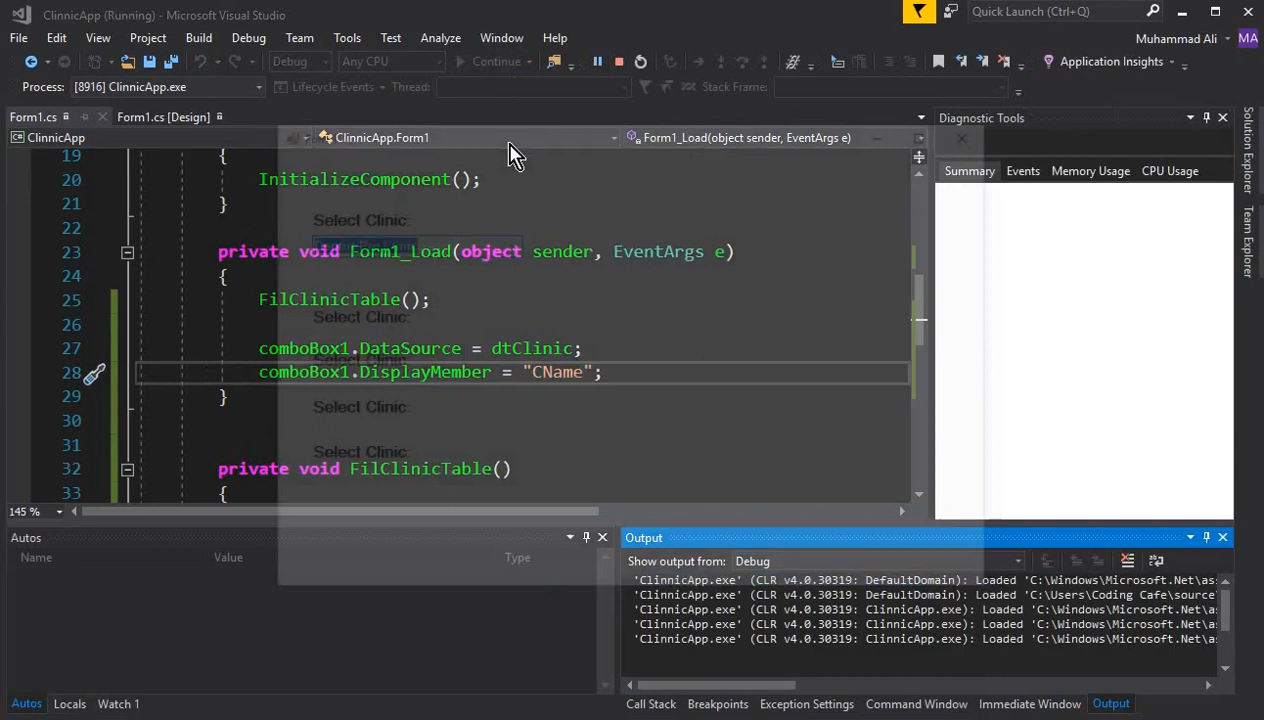 ClinnicApp (Running) - Microsoft Visual Studio
Quick Launch (Ctrl+Q)
File Edit View Project Build Debug Team Tools Test Analyze Window Help
Muhammad Ali MA
Debug Any CPU Continue Application Insights
Process: [8916] ClinnicApp.exe Lifecycle Events Thread: Stack Frame:
Form1.cs Form1.cs [Design]
Diagnostic Tools
ClinnicApp ClinnicApp.Form1 Form1_Load(object sender, EventArgs e)
Summary Events Memory Usage CPU Usage
Solution Explorer
Team Explorer
19 {
20 InitializeComponent();
21 }
22
23 private void Form1_Load(object sender, EventArgs e)
24 {
25 FilClinicTable();
26
27 comboBox1.DataSource = dtClinic;
28 comboBox1.DisplayMember = "CName";
29 }
30
31
32 private void FilClinicTable()
33 {
Select Clinic:
Select Clinic:
Select Clinic:
Select Clinic:
Select Clinic:
145 %
Autos
Name Value Type
Output
Show output from: Debug
'ClinnicApp.exe' (CLR v4.0.30319: DefaultDomain): Loaded 'C:\Windows\Microsoft.Net\as
'ClinnicApp.exe' (CLR v4.0.30319: DefaultDomain): Loaded 'C:\Users\Coding Cafe\source
'ClinnicApp.exe' (CLR v4.0.30319: ClinnicApp.exe): Loaded 'C:\Windows\Microsoft.Net\as
'ClinnicApp.exe' (CLR v4.0.30319: ClinnicApp.exe): Loaded 'C:\Windows\Microsoft.Net\as
'ClinnicApp.exe' (CLR v4.0.30319: ClinnicApp.exe): Loaded 'C:\Windows\Microsoft.Net\as
Autos Locals Watch 1
Call Stack Breakpoints Exception Settings Command Window Immediate Window Output